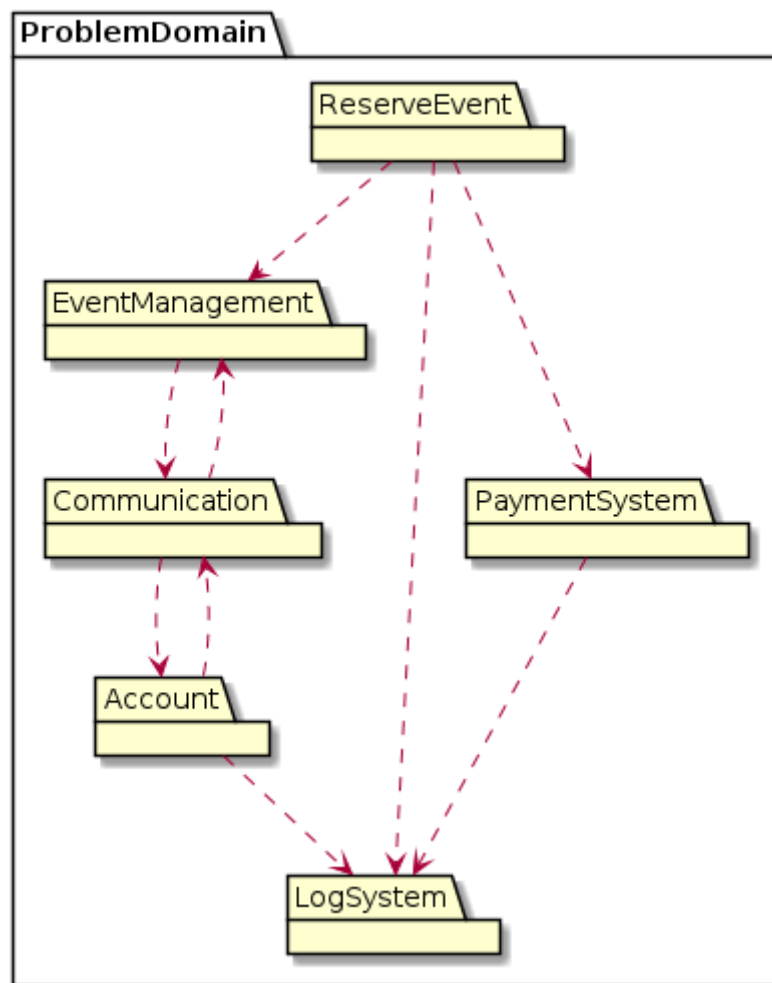 ProblemDomain
ReserveEvent
EventManagement
Communication
PaymentSystem
Account
LogSystem